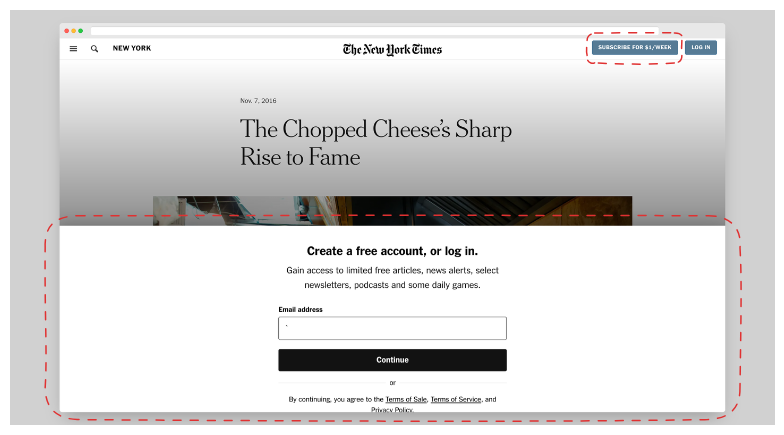 NEW YORK
The New York Times
SUBSCRIBE FOR $1/WEEK
LOG IN
Nov. 7, 2016
The Chopped Cheese's Sharp
Rise to Fame
Create a free account, or log in.
Gain access to limited free articles, news alerts, select
newsletters, podcasts and some daily games.
Email address
Continue
or
By continuing, you agree to the Terms of Sale, Terms of Service, and
Privacy Policy.